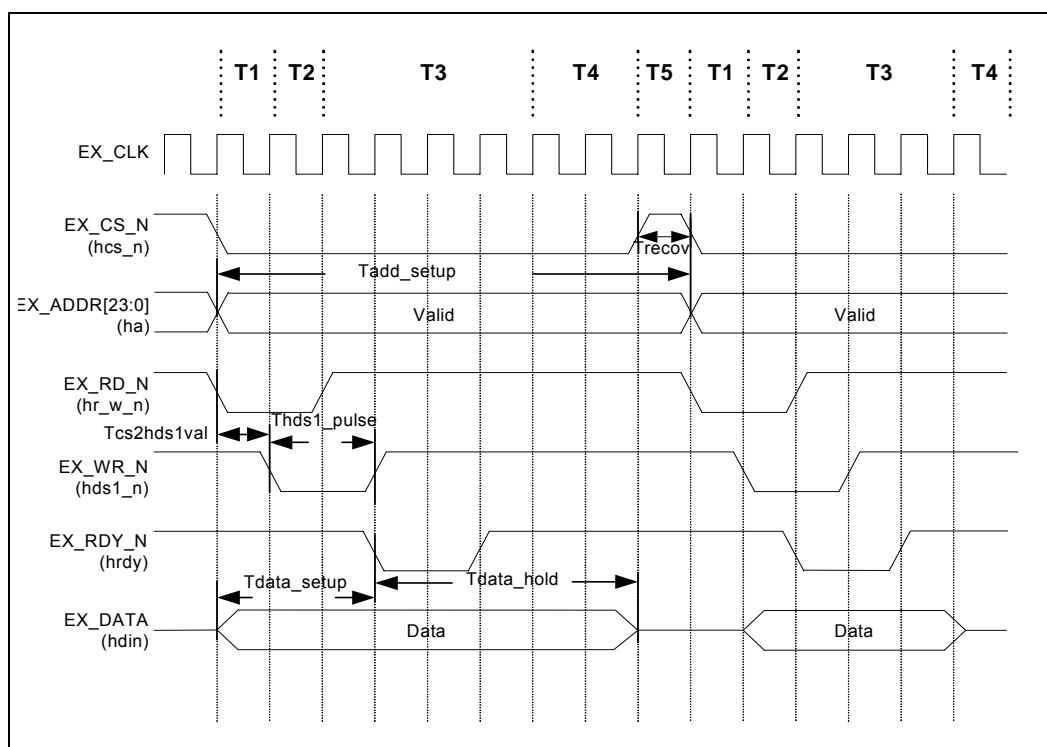 T1 T2 T3 T4 T5 T1 T2 T3 T4
EX_CLK
EX_CS_N
(hcs_n)
Trecov
Tadd_setup
EX_ADDR[23:0]
(ha)
Valid Valid
EX_RD_N
(hr_w_n)
Thds1_pulse
Tcs2hds1val
EX_WR_N
(hds1_n)
EX_RDY_N
(hrdy)
Tdata_setup Tdata_hold
EX_DATA
(hdin)
Data Data